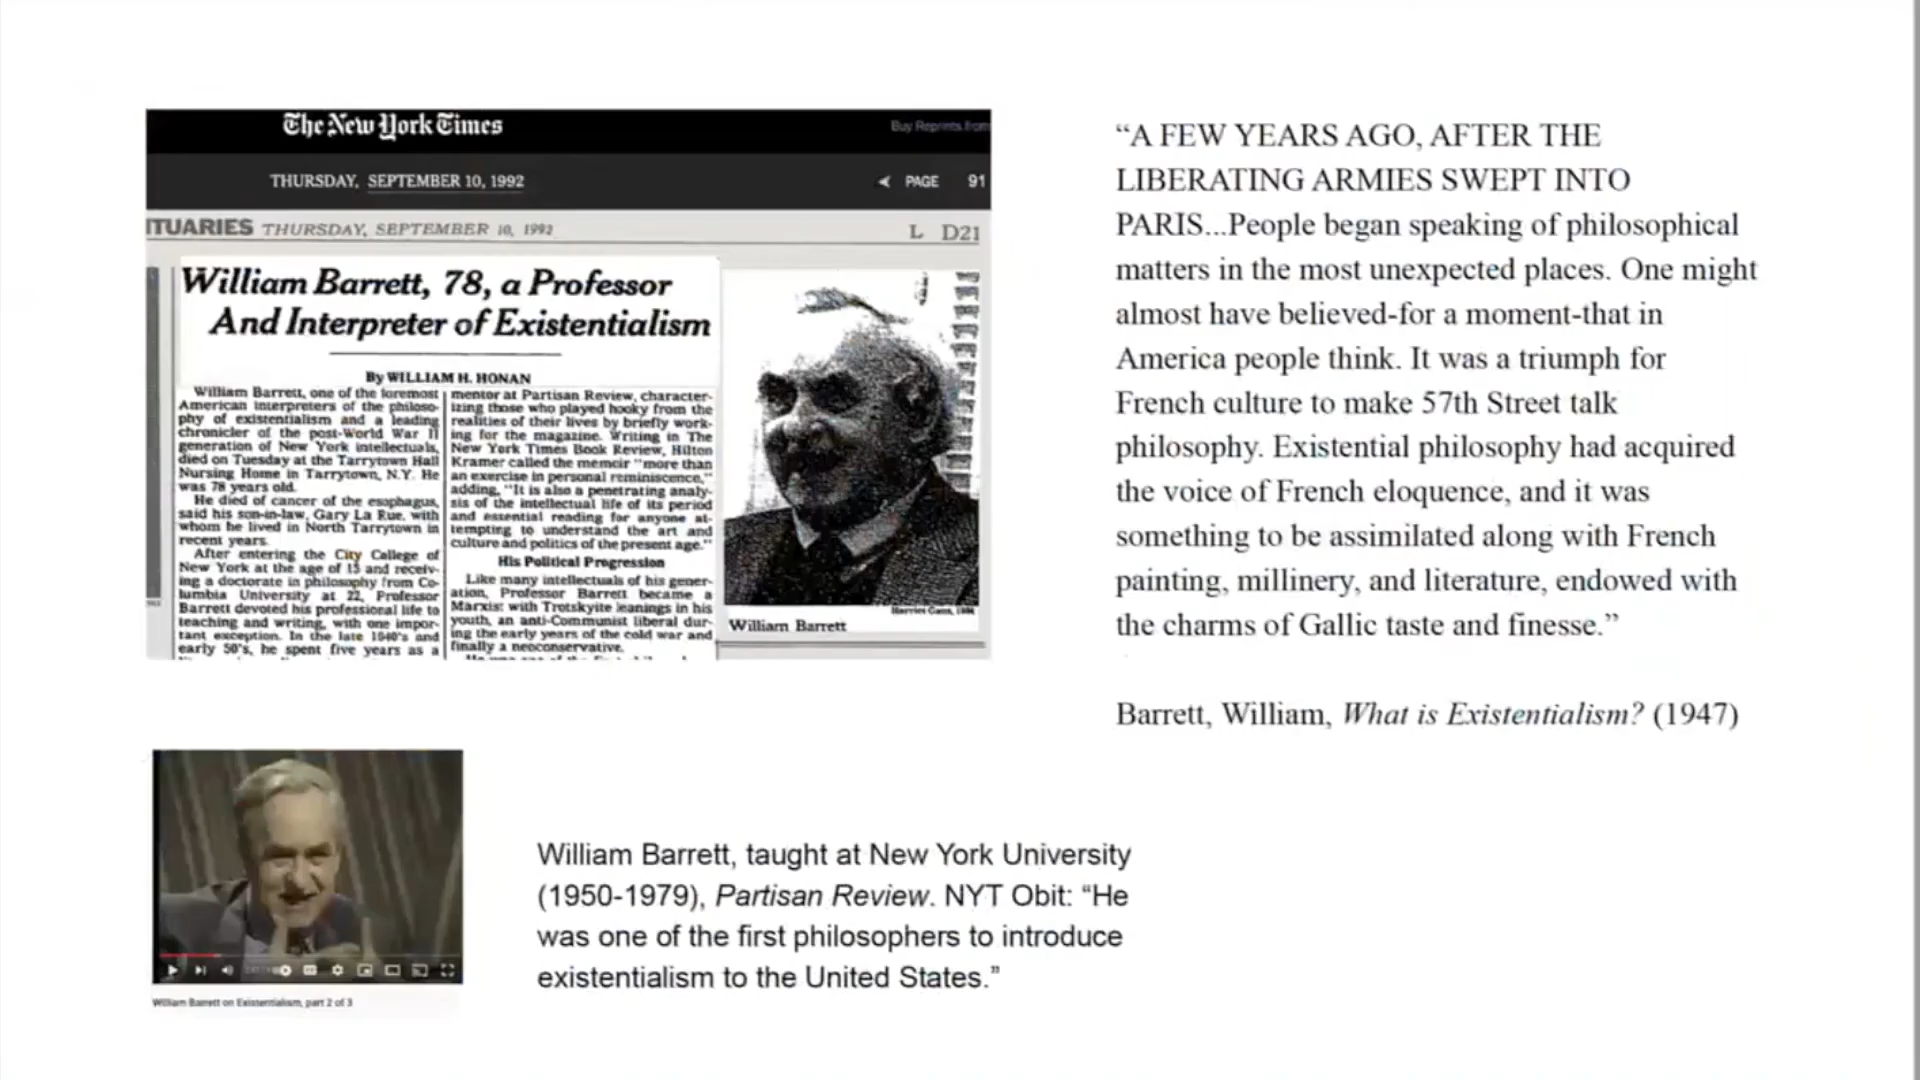 The New York Times
Buy Reprints from
THURSDAY, SEPTEMBER 10, 1992
PAGE 91
ITUARIES THURSDAY, SEPTEMBER 10, 1992
L D21
William Barrett, 78, a Professor
And Interpreter of Existentialism
By WILLIAM H. HONAN
William Barrett, one of the foremost
American interpreters of the philoso-
phy of existentialism and a leading
chronicler of the post-World War II
generation of New York intellectuals,
died on Tuesday at the Tarrytown Hall
Nursing Home in Tarrytown, N.Y. He
was 78 years old.
He died of cancer of the esophagus,
said his son-in-law, Gary La Rue, with
whom he lived in North Tarrytown in
recent years.
After entering the City College of
New York at the age of 15 and receiv-
ing a doctorate in philosophy from Co-
lumbia University at 22, Professor
Barrett devoted his professional life to
teaching and writing, with one impor-
tant exception. In the late 1940's and
early 50's, he spent five years as a
mentor at Partisan Review, character-
izing those who played hooky from the
realities of their lives by briefly work-
ing for the magazine. Writing in The
New York Times Book Review, Hilton
Kramer called the memoir "more than
an exercise in personal reminiscence,"
adding, "It is also a penetrating analy-
sis of the intellectual life of its period
and essential reading for anyone at-
tempting to understand the art and
culture and politics of the present age."
His Political Progression
Like many intellectuals of his gener-
ation, Professor Barrett became a
Marxist with Trotskyite leanings in his
youth, an anti-Communist liberal dur-
ing the early years of the cold war and
finally a neoconservative.
William Barrett
“A FEW YEARS AGO, AFTER THE
LIBERATING ARMIES SWEPT INTO
PARIS...People began speaking of philosophical
matters in the most unexpected places. One might
almost have believed-for a moment-that in
America people think. It was a triumph for
French culture to make 57th Street talk
philosophy. Existential philosophy had acquired
the voice of French eloquence, and it was
something to be assimilated along with French
painting, millinery, and literature, endowed with
the charms of Gallic taste and finesse.”
Barrett, William, What is Existentialism? (1947)
William Barrett on Existentialism, part 2 of 3
William Barrett, taught at New York University
(1950-1979), Partisan Review. NYT Obit: “He
was one of the first philosophers to introduce
existentialism to the United States.”